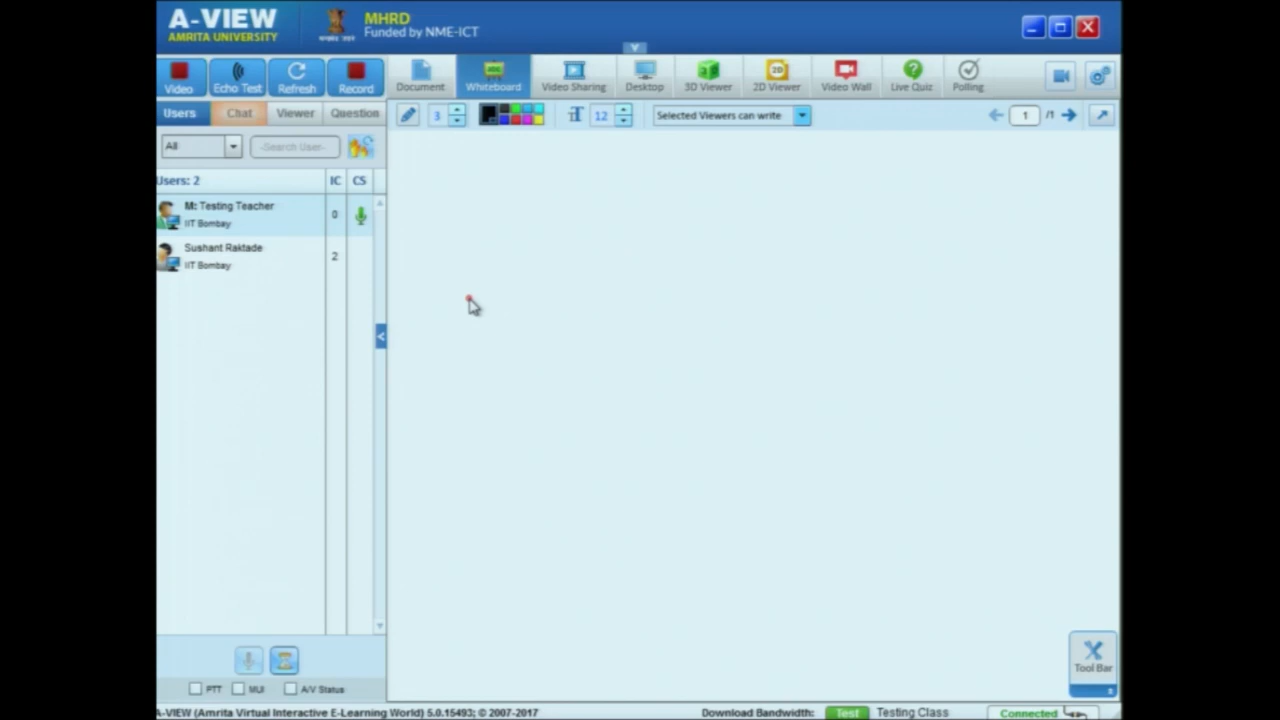 A-VIEW
AMRITA UNIVERSITY
MHRD
Funded by NME-ICT
Video
Echo Test
Refresh
Record
Document
Whiteboard
Video Sharing
Desktop
3D Viewer
2D Viewer
Video Wall
Live Quiz
Polling
Users
Chat
Viewer
Question
3
12
Selected Viewers can write
1
/1
All
-Search User-
Users: 2
IC
CS
M: Testing Teacher
IIT Bombay
0
Sushant Raktade
IIT Bombay
2
Tool Bar
PTT
MUI
A/V Status
A-VIEW (Amrita Virtual Interactive E-Learning World) 5.0.15493; © 2007-2017
Download Bandwidth:
Test
Testing Class
Connected